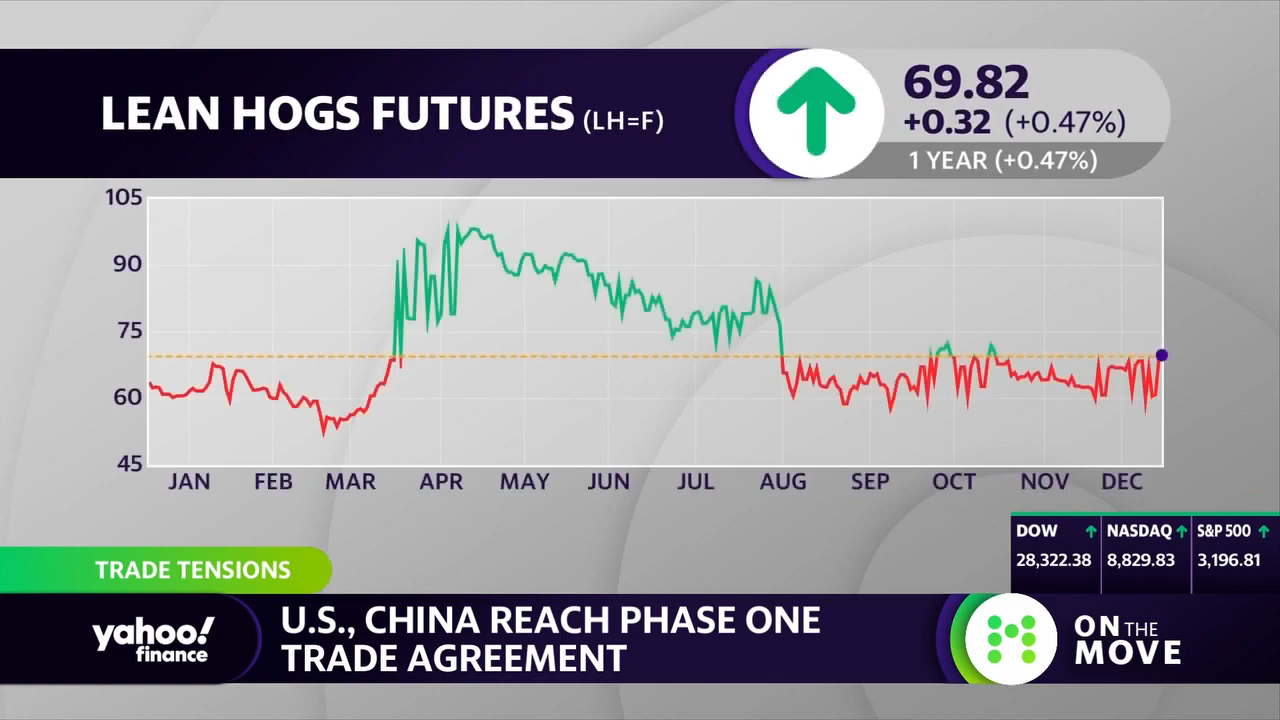 LEAN HOGS FUTURES (LH=F)
69.82
+0.32 (+0.47%)
1 YEAR (+0.47%)
105
90
75
60
45
JAN FEB MAR APR MAY JUN JUL AUG SEP OCT NOV DEC
DOW NASDAQ S&P 500
28,322.38 8,829.83 3,196.81
TRADE TENSIONS
yahoo!
finance
U.S., CHINA REACH PHASE ONE
TRADE AGREEMENT
ON THE
MOVE